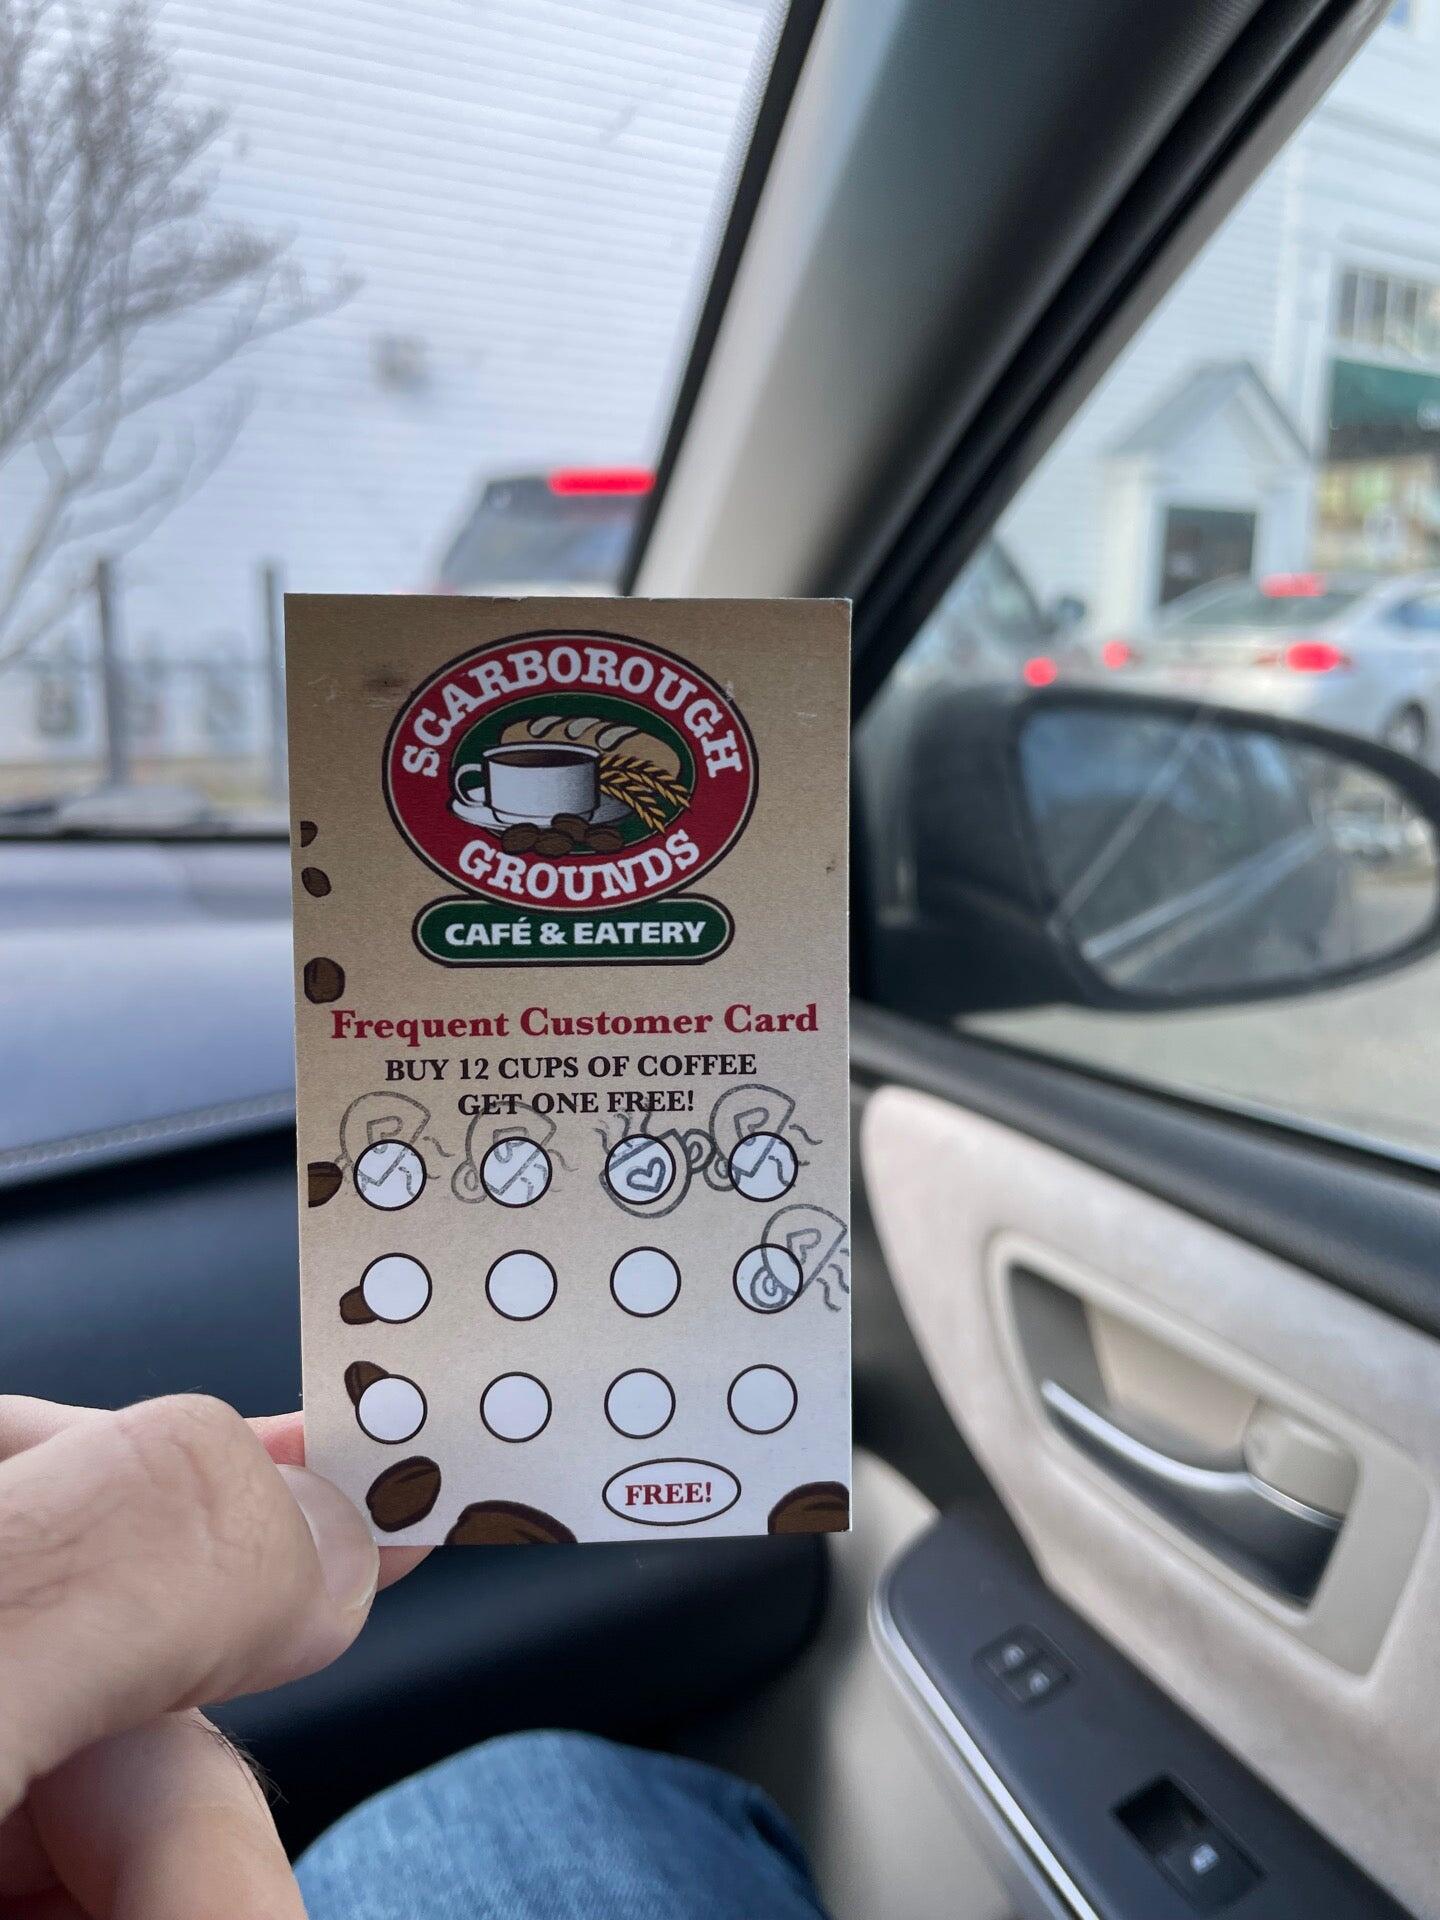 SCARBOROUGH
GROUNDS
CAFÉ & EATERY
Frequent Customer Card
BUY 12 CUPS OF COFFEE
GET ONE FREE!
FREE!